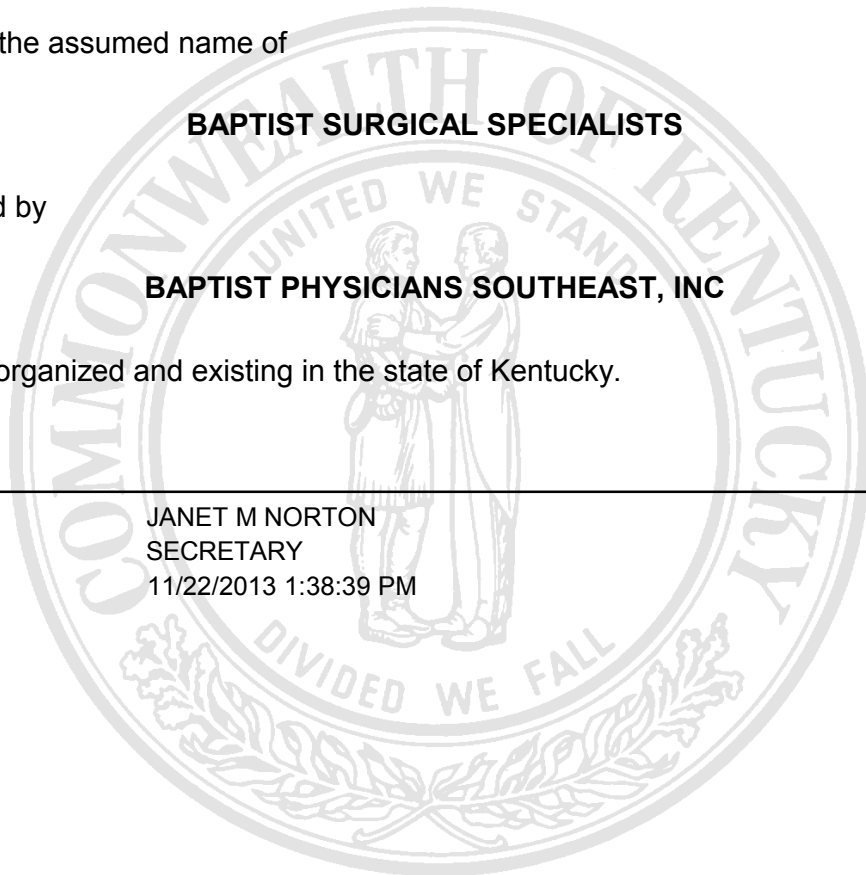 the assumed name of
BAPTIST SURGICAL SPECIALISTS
d by
BAPTIST PHYSICIANS SOUTHEAST, INC
organized and existing in the state of Kentucky.
JANET M NORTON
SECRETARY
11/22/2013 1:38:39 PM
COMMONWEALTH OF KENTUCKY
UNITED WE STAND
DIVIDED WE FALL